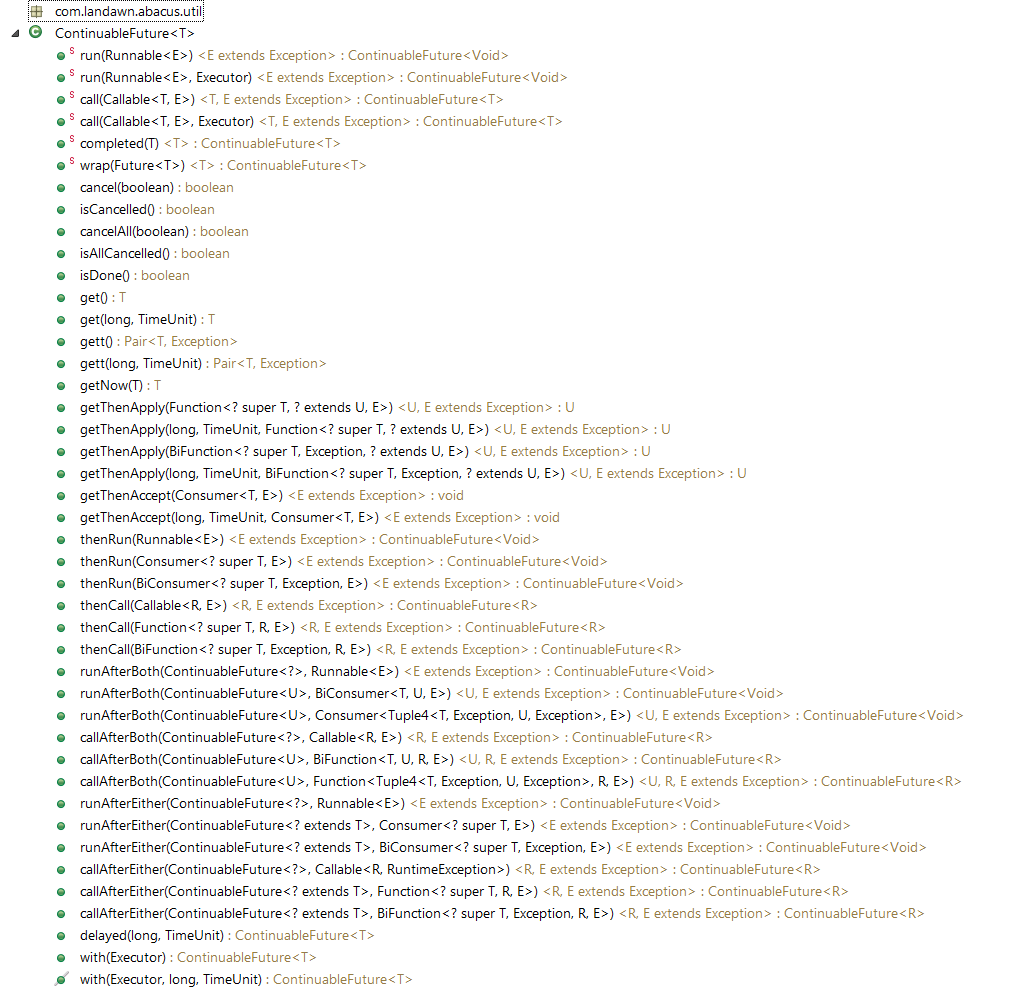 com.landawn.abacus.util
C ContinuableFuture<T>
S run(Runnable<E>) <E extends Exception> : ContinuableFuture<Void>
S run(Runnable<E>, Executor) <E extends Exception> : ContinuableFuture<Void>
S call(Callable<T, E>) <T, E extends Exception> : ContinuableFuture<T>
S call(Callable<T, E>, Executor) <T, E extends Exception> : ContinuableFuture<T>
S completed(T) <T> : ContinuableFuture<T>
S wrap(Future<T>) <T> : ContinuableFuture<T>
cancel(boolean) : boolean
isCancelled() : boolean
cancelAll(boolean) : boolean
isAllCancelled() : boolean
isDone() : boolean
get() : T
get(long, TimeUnit) : T
gett() : Pair<T, Exception>
gett(long, TimeUnit) : Pair<T, Exception>
getNow(T) : T
getThenApply(Function<? super T, ? extends U, E>) <U, E extends Exception> : U
getThenApply(long, TimeUnit, Function<? super T, ? extends U, E>) <U, E extends Exception> : U
getThenApply(BiFunction<? super T, Exception, ? extends U, E>) <U, E extends Exception> : U
getThenApply(long, TimeUnit, BiFunction<? super T, Exception, ? extends U, E>) <U, E extends Exception> : U
getThenAccept(Consumer<T, E>) <E extends Exception> : void
getThenAccept(long, TimeUnit, Consumer<T, E>) <E extends Exception> : void
thenRun(Runnable<E>) <E extends Exception> : ContinuableFuture<Void>
thenRun(Consumer<? super T, E>) <E extends Exception> : ContinuableFuture<Void>
thenRun(BiConsumer<? super T, Exception, E>) <E extends Exception> : ContinuableFuture<Void>
thenCall(Callable<R, E>) <R, E extends Exception> : ContinuableFuture<R>
thenCall(Function<? super T, R, E>) <R, E extends Exception> : ContinuableFuture<R>
thenCall(BiFunction<? super T, Exception, R, E>) <R, E extends Exception> : ContinuableFuture<R>
runAfterBoth(ContinuableFuture<?>, Runnable<E>) <E extends Exception> : ContinuableFuture<Void>
runAfterBoth(ContinuableFuture<U>, BiConsumer<T, U, E>) <U, E extends Exception> : ContinuableFuture<Void>
runAfterBoth(ContinuableFuture<U>, Consumer<Tuple4<T, Exception, U, Exception>, E>) <U, E extends Exception> : ContinuableFuture<Void>
callAfterBoth(ContinuableFuture<?>, Callable<R, E>) <R, E extends Exception> : ContinuableFuture<R>
callAfterBoth(ContinuableFuture<U>, BiFunction<T, U, R, E>) <U, R, E extends Exception> : ContinuableFuture<R>
callAfterBoth(ContinuableFuture<U>, Function<Tuple4<T, Exception, U, Exception>, R, E>) <U, R, E extends Exception> : ContinuableFuture<R>
runAfterEither(ContinuableFuture<?>, Runnable<E>) <E extends Exception> : ContinuableFuture<Void>
runAfterEither(ContinuableFuture<? extends T>, Consumer<? super T, E>) <E extends Exception> : ContinuableFuture<Void>
runAfterEither(ContinuableFuture<? extends T>, BiConsumer<? super T, Exception, E>) <E extends Exception> : ContinuableFuture<Void>
callAfterEither(ContinuableFuture<?>, Callable<R, RuntimeException>) <R, E extends Exception> : ContinuableFuture<R>
callAfterEither(ContinuableFuture<? extends T>, Function<? super T, R, E>) <R, E extends Exception> : ContinuableFuture<R>
callAfterEither(ContinuableFuture<? extends T>, BiFunction<? super T, Exception, R, E>) <R, E extends Exception> : ContinuableFuture<R>
delayed(long, TimeUnit) : ContinuableFuture<T>
with(Executor) : ContinuableFuture<T>
with(Executor, long, TimeUnit) : ContinuableFuture<T>